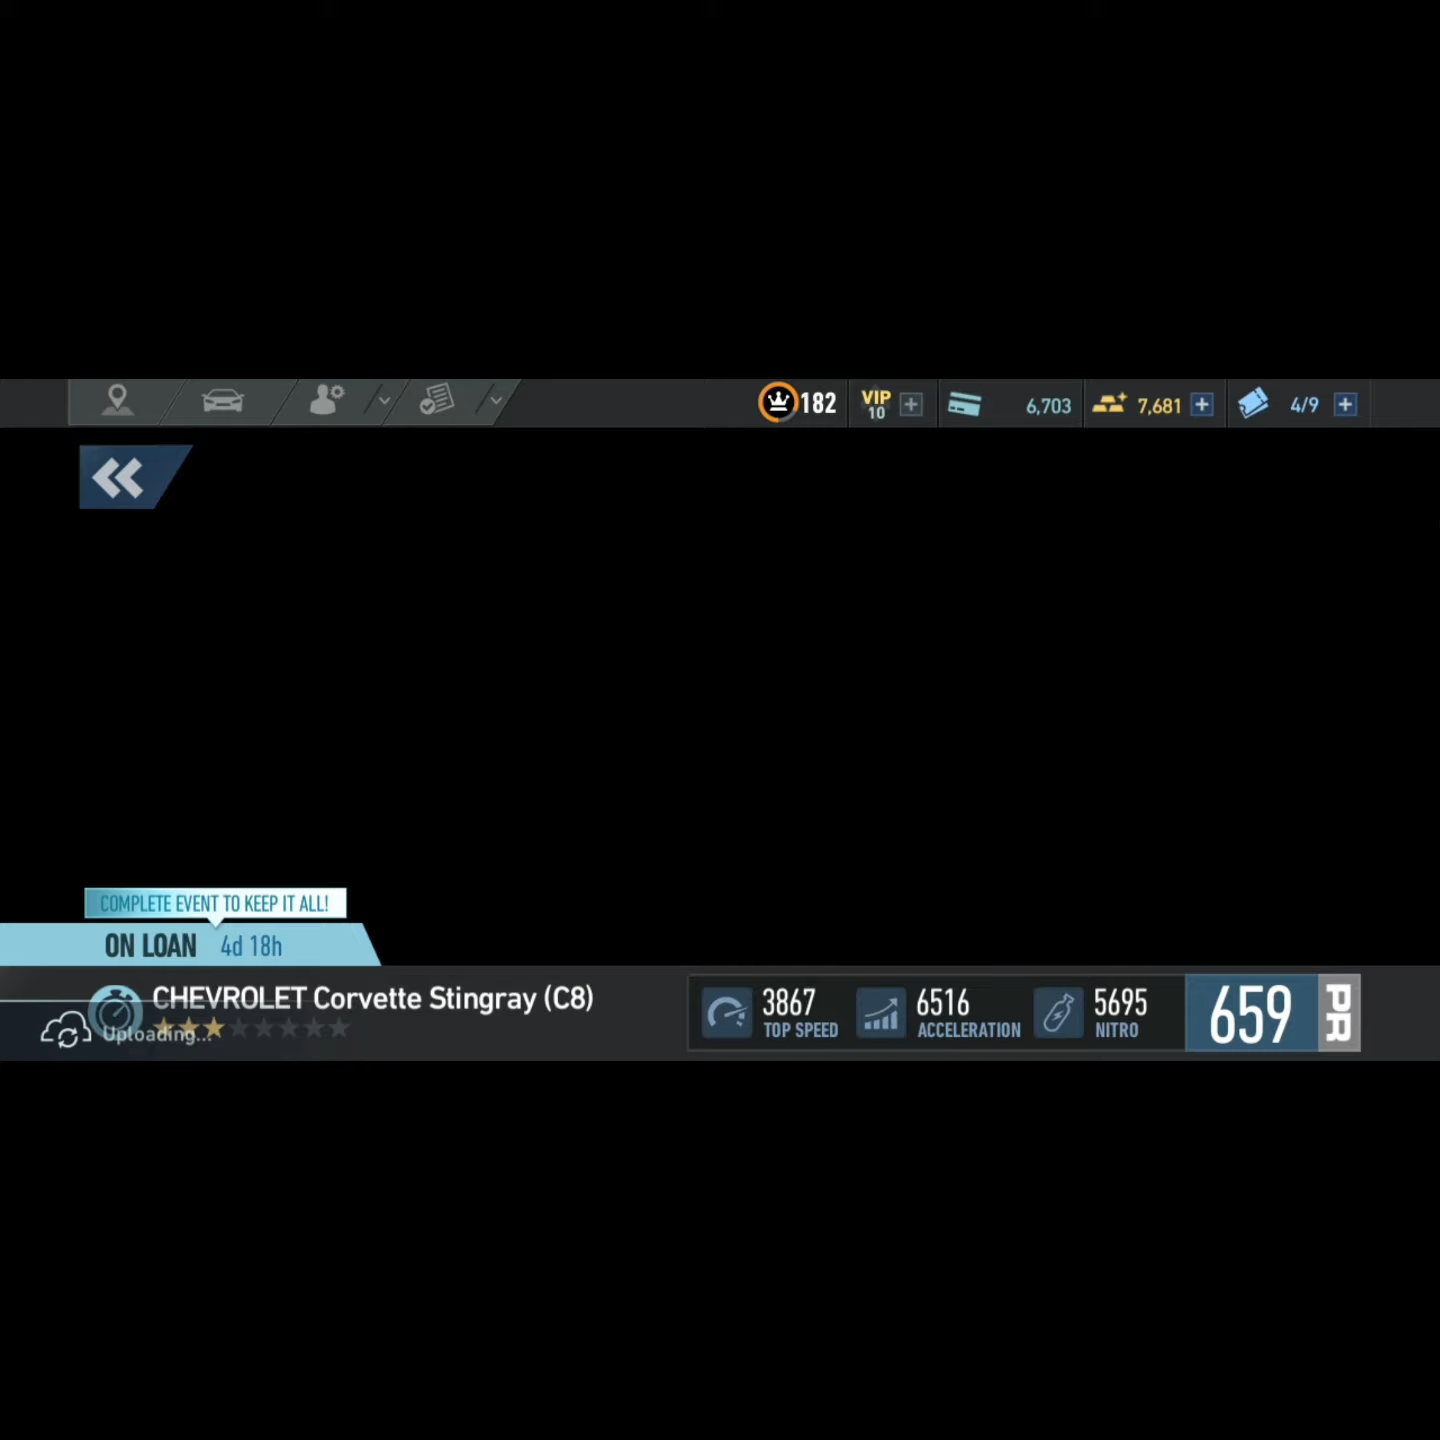 182
VIP
10
6,703
7,681
4/9
COMPLETE EVENT TO KEEP IT ALL!
ON LOAN 4d 18h
CHEVROLET Corvette Stingray (C8)
Uploading...
3867
TOP SPEED
6516
ACCELERATION
5695
NITRO
659
PR